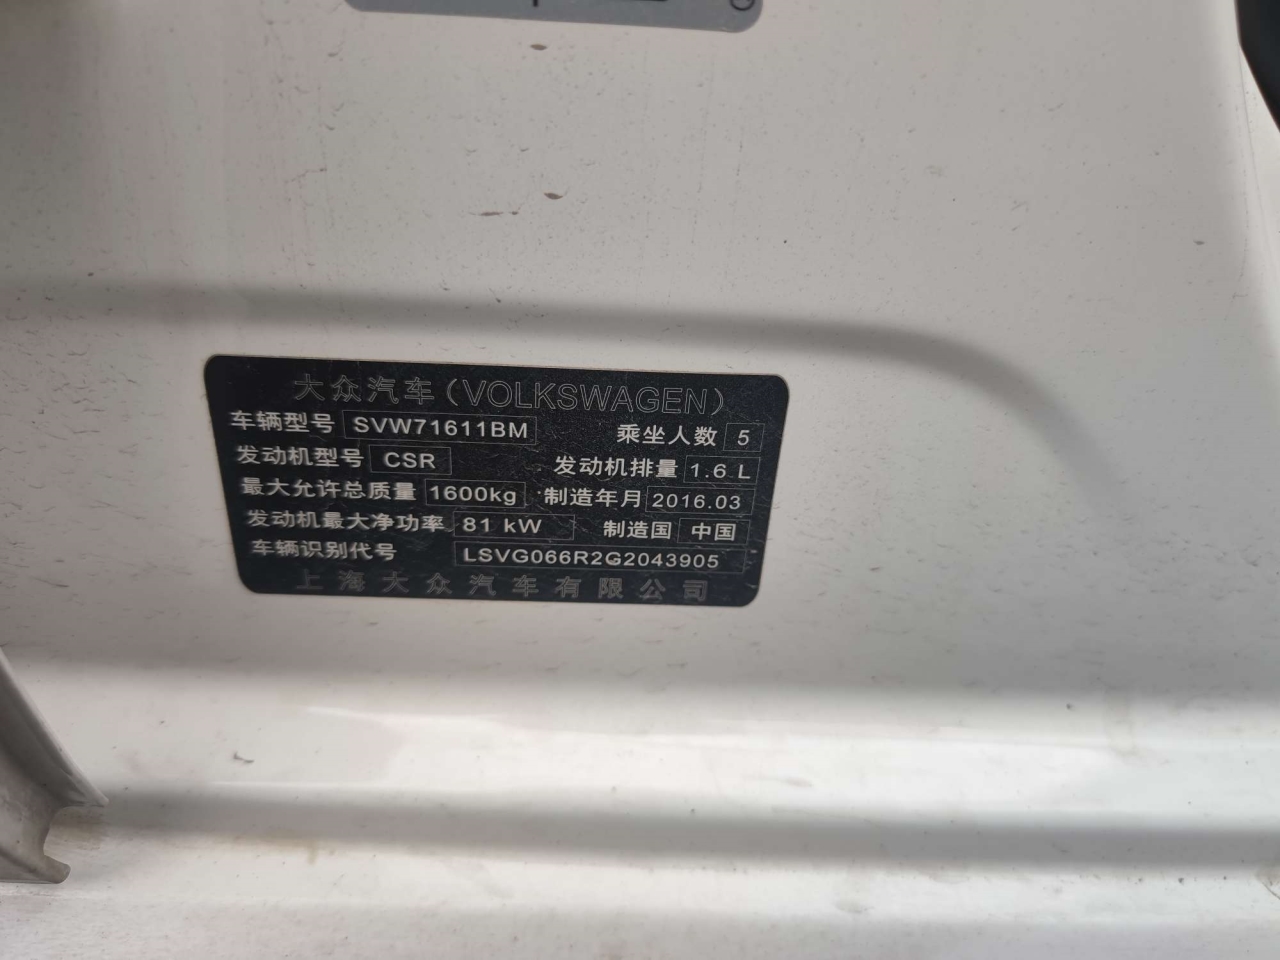 大众汽车(VOLKSWAGEN)
车辆型号 SVW71611BM 乘坐人数 5
发动机型号 CSR 发动机排量 1.6 L
最大允许总质量 1600kg 制造年月 2016.03
发动机最大净功率 81 kW 制造国 中国
车辆识别代号 LSVG066R2G2043905
上海大众汽车有限公司